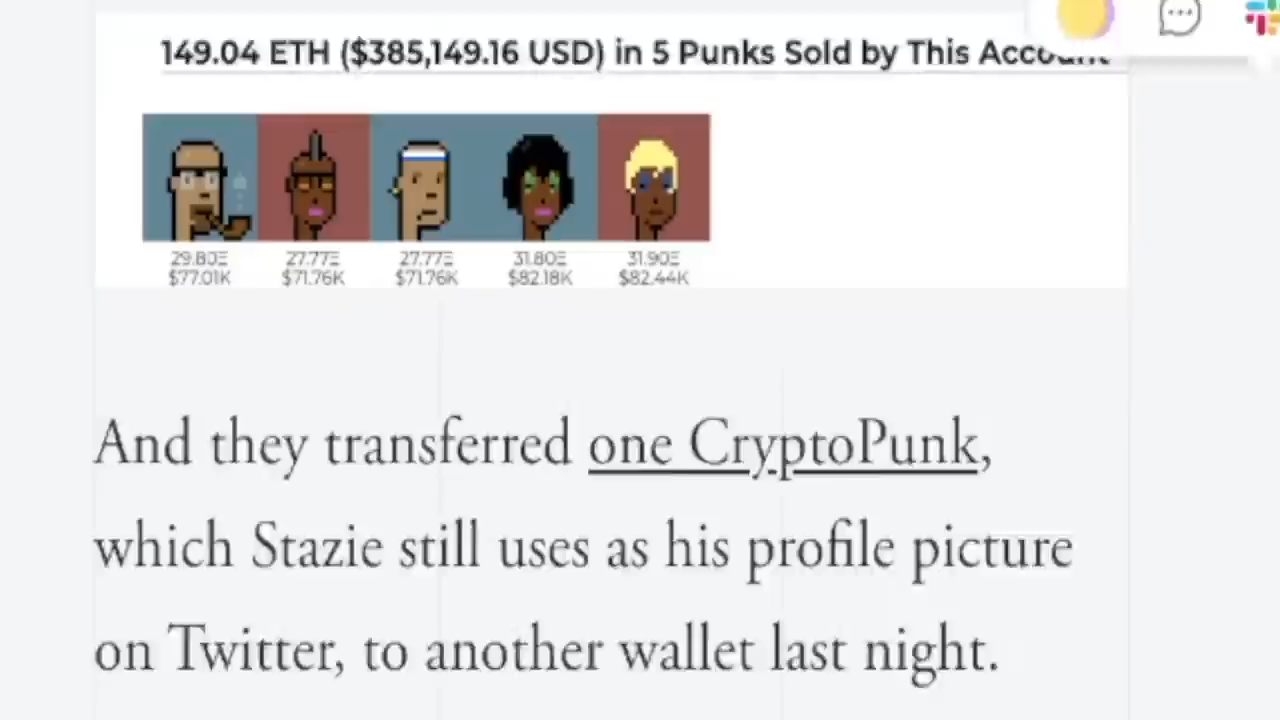 149.04 ETH ($385,149.16 USD) in 5 Punks Sold by This Account
29.80Ξ 27.77Ξ 27.77Ξ 31.80Ξ 31.90Ξ
$77.01K $71.76K $71.76K $82.18K $82.44K
And they transferred one CryptoPunk,
which Stazie still uses as his profile picture
on Twitter, to another wallet last night.